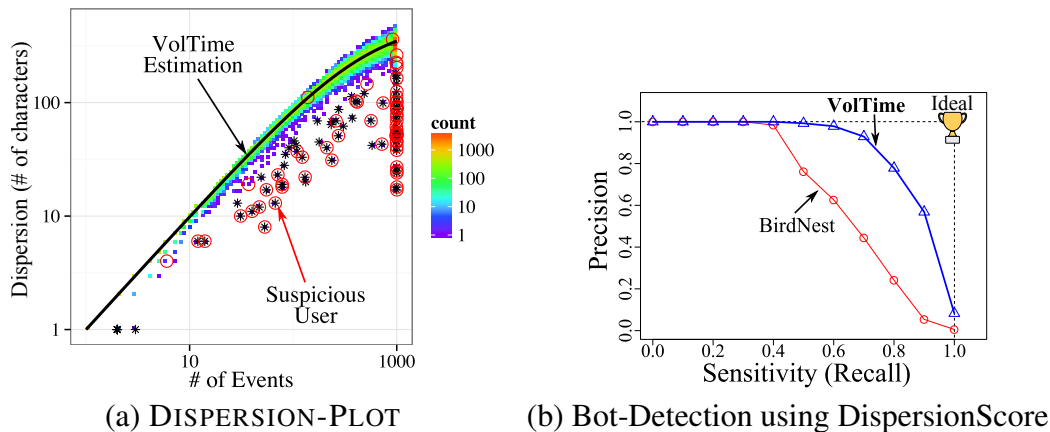 Dispersion (# of characters)
100
10
1
VolTime
Estimation
Suspicious
User
10
1000
# of Events
count
1000
100
10
1
(a) DISPERSION-PLOT
Precision
1.0
0.8
0.6
0.4
0.2
0.0
VolTime
Ideal
BirdNest
0.0 0.2 0.4 0.6 0.8 1.0
Sensitivity (Recall)
(b) Bot-Detection using DispersionScore